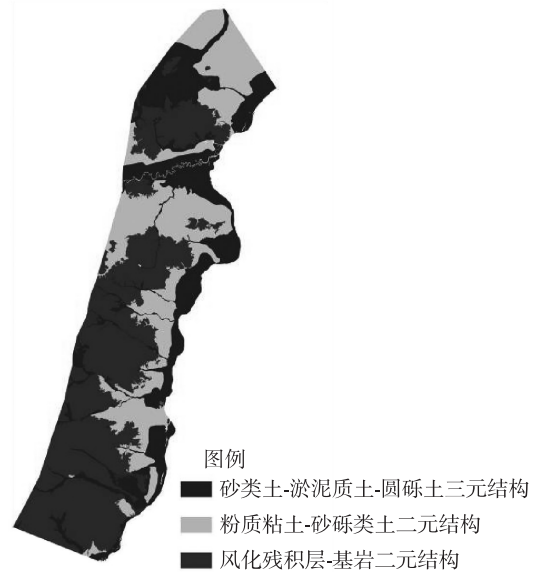 图例
砂类土-淤泥质土-圆砾土三元结构
粉质粘土-砂砾类土二元结构
风化残积层-基岩二元结构